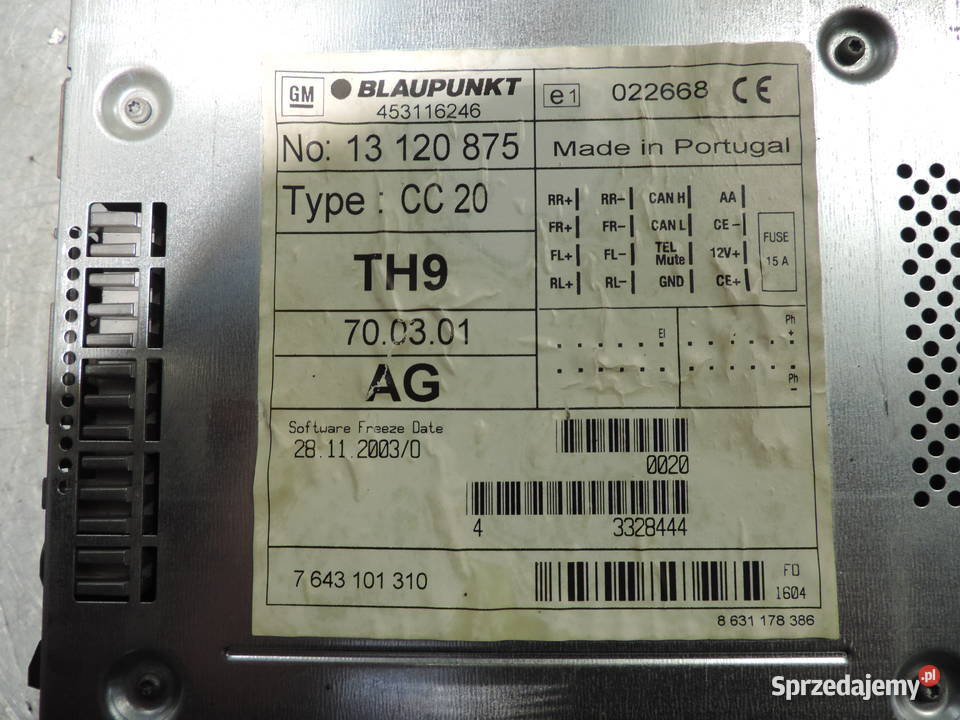 GM BLAUPUNKT
453116246
e1 022668 CE
No: 13 120 875
Made in Portugal
Type : CC 20
TH9
70.03.01
AG
RR+ RR- CAN H AA
FR+ FR- CAN L CE-
FL+ FL- TEL Mute 12V+
RL+ RL- GND CE+
FUSE
15 A
El
Ph
+
Ph
-
Software Freeze Date
28.11.2003/0
0020
4 3328444
7 643 101 310
FD
1604
8 631 178 386
Sprzedajemy.pl